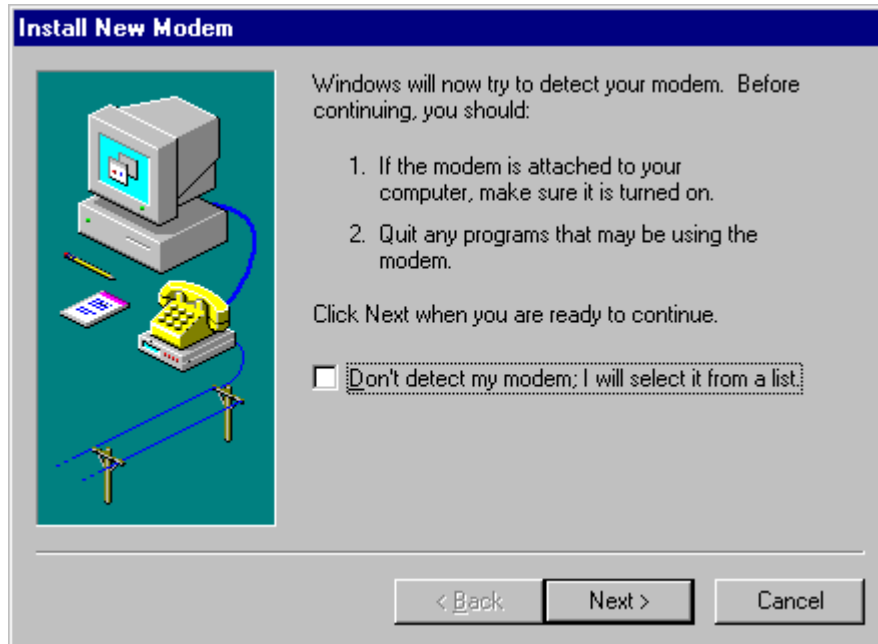 Install New Modem
Windows will now try to detect your modem.  Before
continuing, you should:
1.  If the modem is attached to your
computer, make sure it is turned on.
2.  Quit any programs that may be using the
modem.
Click Next when you are ready to continue.
Don't detect my modem; I will select it from a list.
< Back
Next >
Cancel